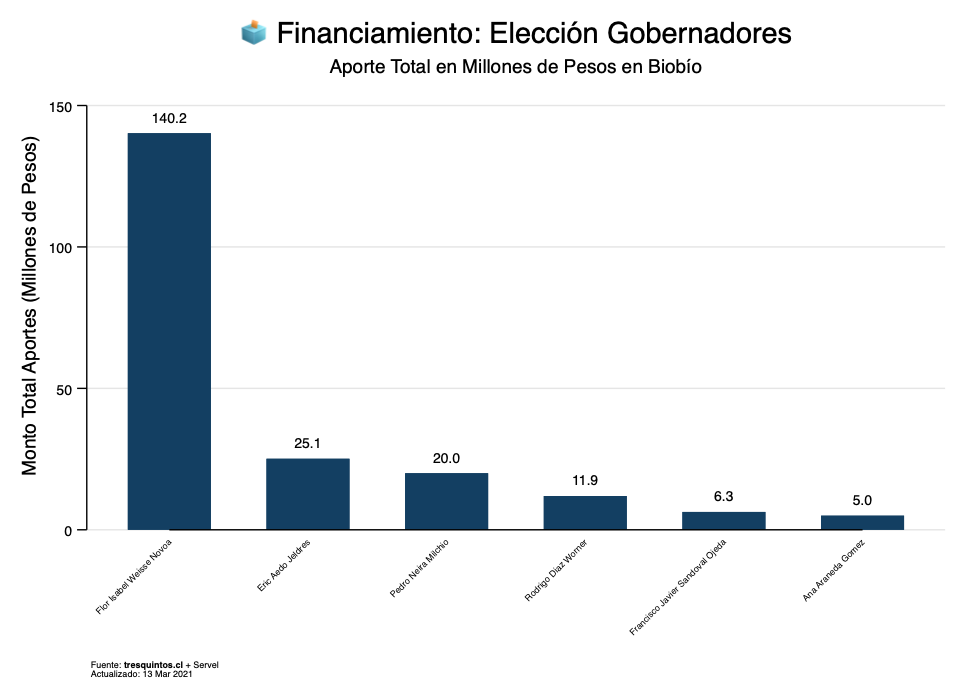 Financiamiento: Elección Gobernadores
Aporte Total en Millones de Pesos en Biobío
Monto Total Aportes (Millones de Pesos)
150
100
50
0
140.2
25.1
20.0
11.9
6.3
5.0
Flor Isabel Weisse Novoa
Eric Aedo Jeldres
Pedro Neira Milchio
Rodrigo Diaz Worner
Francisco Javier Sandoval Ojeda
Ana Araneda Gomez
Fuente: tresquintos.cl + Servel
Actualizado: 13 Mar 2021